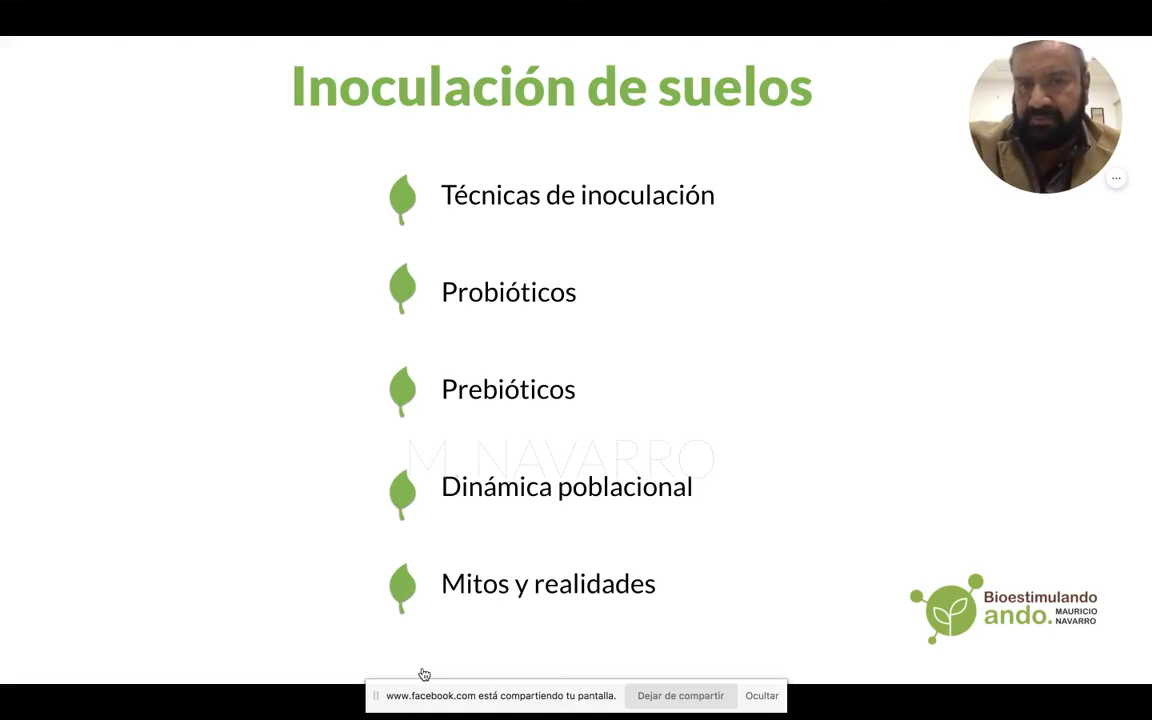 Inoculación de suelos
Técnicas de inoculación
Probióticos
Prebióticos
M. NAVARRO
Dinámica poblacional
Mitos y realidades
Bioestimulando
ando. MAURICIO
NAVARRO
www.facebook.com está compartiendo tu pantalla. Dejar de compartir Ocultar